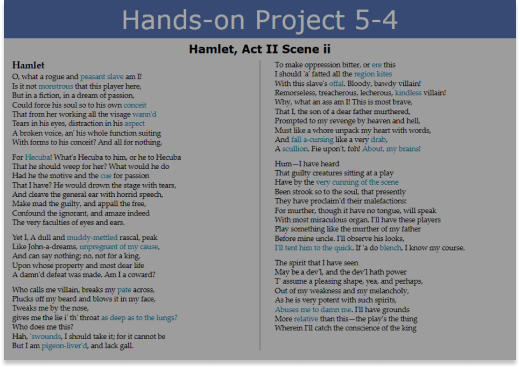 Hands-on Project 5-4
Hamlet, Act II Scene ii
Hamlet
O, what a rogue and peasant slave am I!
Is it not monstrous that this player here,
But in a fiction, in a dream of passion,
Could force his soul so to his own conceit
That from her working all the visage wann'd
Tears in his eyes, distraction in his aspect
A broken voice, an' his whole function suiting
With forms to his conceit? And all for nothing,
For Hecuba! What's Hecuba to him, or he to Hecuba
That he should weep for her? What would he do
Had he the motive and the cue for passion
That I have? He would drown the stage with tears,
And cleave the general ear with horrid speech,
Make mad the guilty, and appall the free,
Confound the ignorant, and amaze indeed
The very faculties of eyes and ears.
Yet I, A dull and muddy-mettled rascal, peak
Like John-a-dreams, unpregnant of my cause,
And can say nothing; no, not for a king,
Upon whose property and most dear life
A damn'd defeat was made. Am I a coward?
Who calls me villain, breaks my pate across,
Plucks off my beard and blows it in my face,
Tweaks me by the nose,
gives me the lie i' th' throat as deep as to the lungs?
Who does me this?
Hah, 'swounds, I should take it; for it cannot be
But I am pigeon-liver'd, and lack gall.
To make oppression bitter, or ere this
I should 'a' fatted all the region kites
With this slave's offal. Bloody, bawdy villain!
Remorseless, treacherous, lecherous, kindless villain!
Why, what an ass am I! This is most brave,
That I, the son of a dear father murthered,
Prompted to my revenge by heaven and hell,
Must like a whore unpack my heart with words,
And fall a-cursing like a very drab,
A scullion. Fie upon't, foh! About, my brains!
Hum—I have heard
That guilty creatures sitting at a play
Have by the very cunning of the scene
Been strook so to the soul, that presently
They have proclaim'd their malefactions:
For murther, though it have no tongue, will speak
With most miraculous organ. I'll have these players
Play something like the murther of my father
Before mine uncle. I'll observe his looks,
I'll tent him to the quick. If 'a do blench, I know my course.
The spirit that I have seen
May be a dev'l, and the dev'l hath power
T' assume a pleasing shape, yea, and perhaps,
Out of my weakness and my melancholy,
As he is very potent with such spirits,
Abuses me to damn me. I'll have grounds
More relative than this—the play's the thing
Wherein I'll catch the conscience of the king